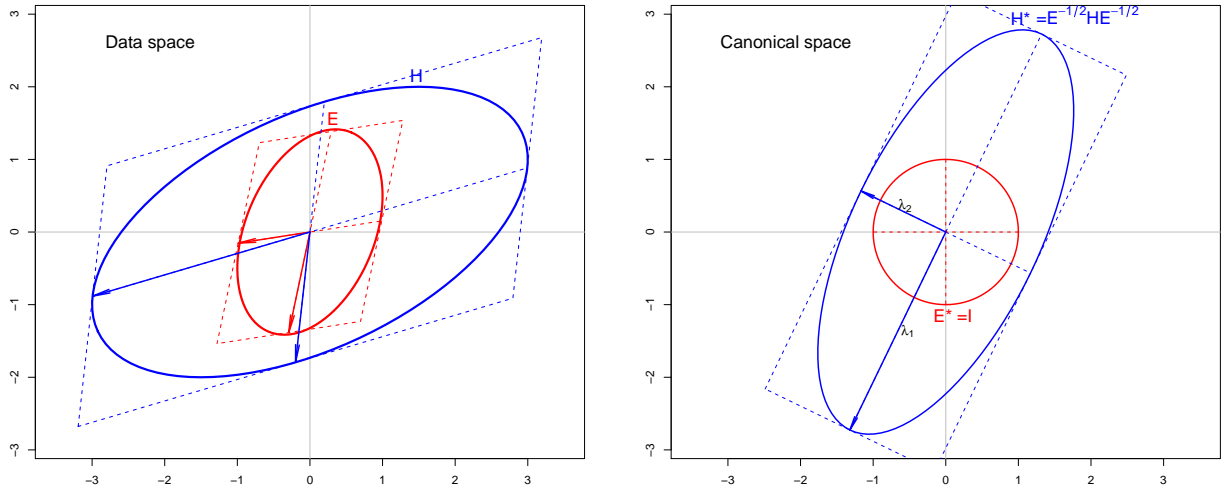 Data space
H
E
3
2
1
0
−1
−2
−3
−3 −2 −1 0 1 2 3
H* =E^−1/2HE^−1/2
Canonical space
λ2
E* =I
λ1
3
2
1
0
−1
−2
−3
−3 −2 −1 0 1 2 3